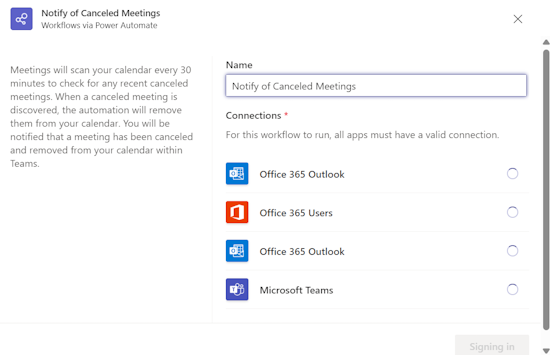 Notify of Canceled Meetings
Workflows via Power Automate
Meetings will scan your calendar every 30
minutes to check for any recent canceled
meetings. When a canceled meeting is
discovered, the automation will remove
them from your calendar. You will be
notified that a meeting has been canceled
and removed from your calendar within
Teams.
Name
Notify of Canceled Meetings
Connections *
For this workflow to run, all apps must have a valid connection.
Office 365 Outlook
Office 365 Users
Office 365 Outlook
Microsoft Teams
Signing in